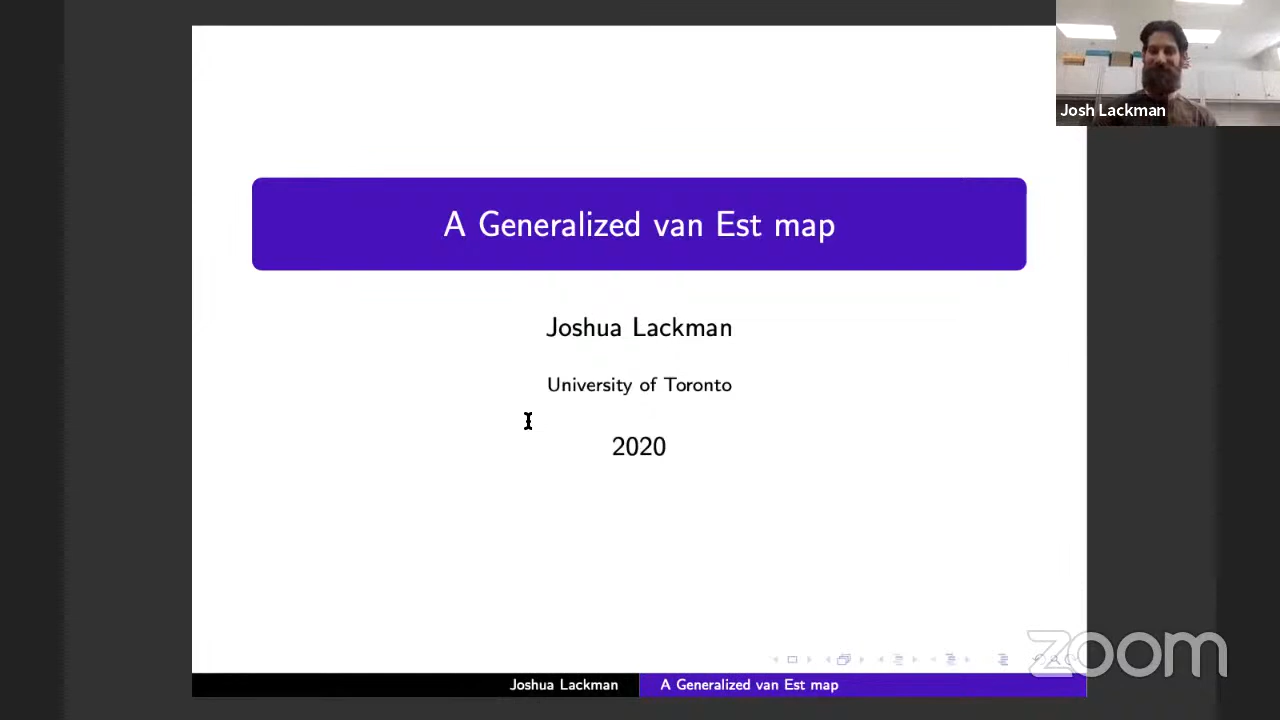 Josh Lackman
A Generalized van Est map
Joshua Lackman
University of Toronto
2020
Joshua Lackman
A Generalized van Est map
zoom